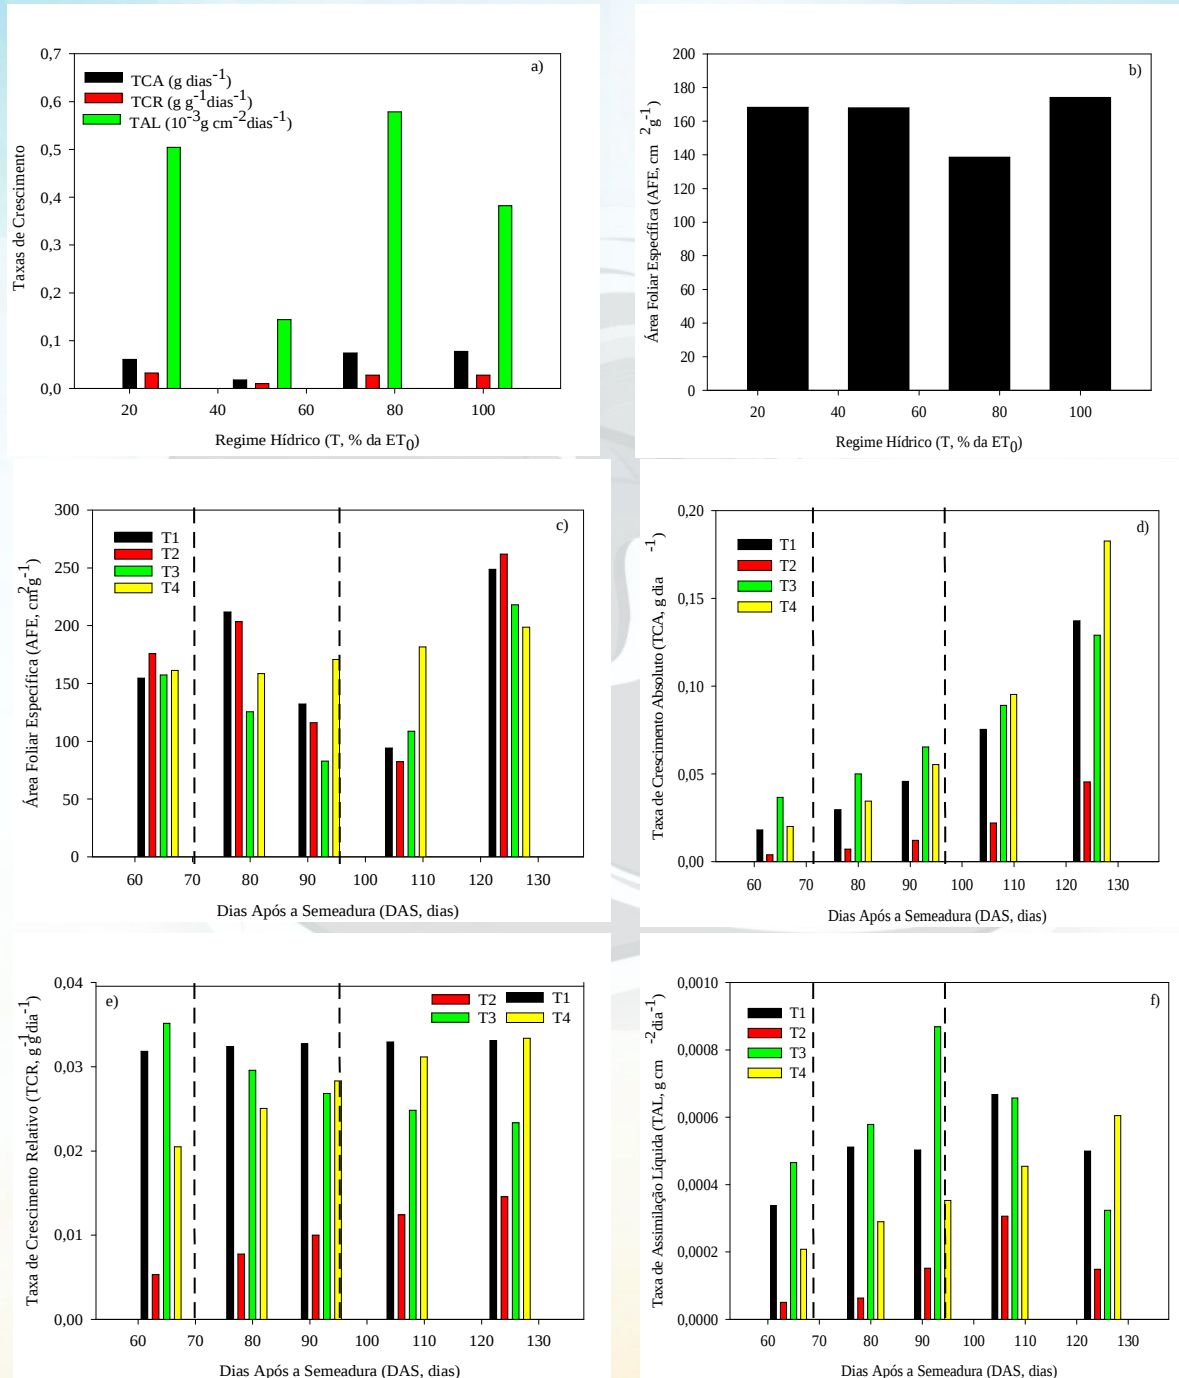 a)
0,7
0,6
0,5
0,4
0,3
0,2
0,1
0,0
Taxas de Crescimento
TCA (g dias-1)
TCR (g g-1dias-1)
TAL (10-3g cm-2dias-1)
20 40 60 80 100
Regime Hídrico (T, % da ET0)
b)
200
180
160
140
120
100
80
60
40
20
0
Área Foliar Específica (AFE, cm 2g-1)
20 40 60 80 100
Regime Hídrico (T, % da ET0)
c)
300
250
200
150
100
50
0
Área Foliar Específica (AFE, cm2g-1)
T1
T2
T3
T4
60 70 80 90 100 110 120 130
Dias Após a Semeadura (DAS, dias)
d)
0,20
0,15
0,10
0,05
0,00
Taxa de Crescimento Absoluto (TCA, g dia -1)
T1
T2
T3
T4
60 70 80 90 100 110 120 130
Dias Após a Semeadura (DAS, dias)
e)
0,04
0,03
0,02
0,01
0,00
Taxa de Crescimento Relativo (TCR, g g-1dia-1)
T2 T1
T3 T4
60 70 80 90 100 110 120 130
Dias Após a Semeadura (DAS, dias)
f)
0,0010
0,0008
0,0006
0,0004
0,0002
0,0000
Taxa de Assimilação Líquida (TAL, g cm -2dia-1)
T1
T2
T3
T4
60 70 80 90 100 110 120 130
Dias Após a Semeadura (DAS, dias)